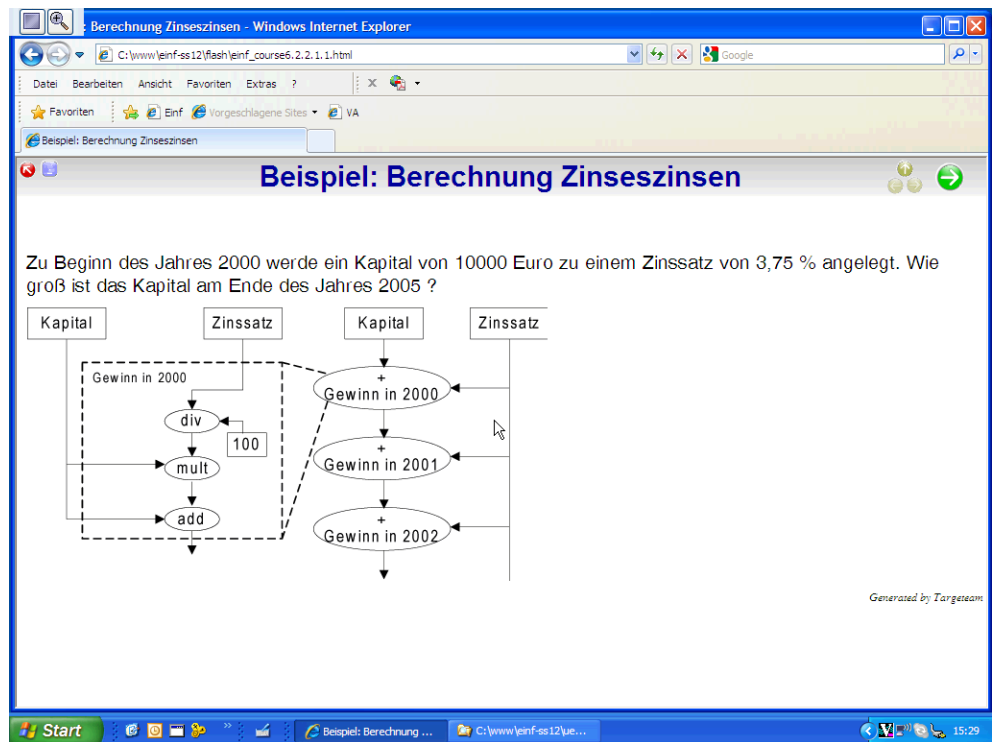 : Berechnung Zinseszinsen - Windows Internet Explorer
C:\www\einf-ss12\flash\einf_course6.2.2.1.1.html
Google
Datei Bearbeiten Ansicht Favoriten Extras ?
X
Favoriten Einf Vorgeschlagene Sites VA
Beispiel: Berechnung Zinseszinsen
Beispiel: Berechnung Zinseszinsen
Zu Beginn des Jahres 2000 werde ein Kapital von 10000 Euro zu einem Zinssatz von 3,75 % angelegt. Wie
groß ist das Kapital am Ende des Jahres 2005 ?
Kapital Zinssatz Kapital Zinssatz
Gewinn in 2000
div
100
mult
add
+
Gewinn in 2000
+
Gewinn in 2001
+
Gewinn in 2002
Generated by Targeteam
Start
Beispiel: Berechnung ...
C:\www\einf-ss12\ue...
15:29